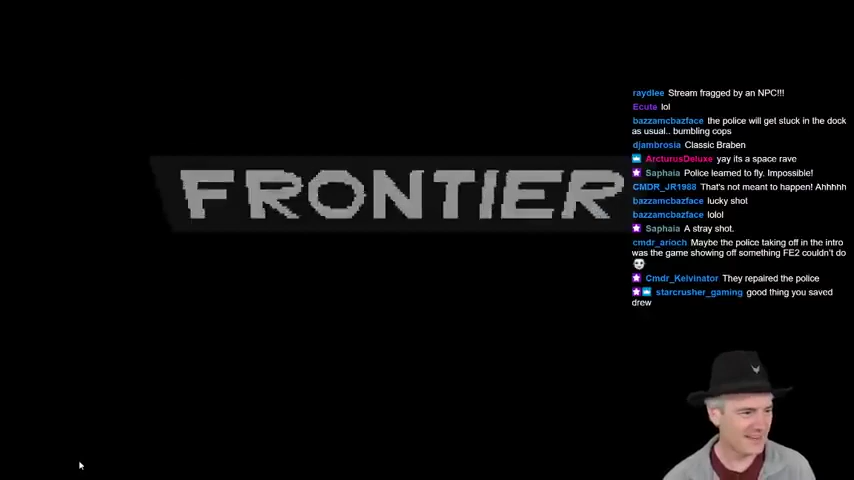 FRONTIER
raydlee Stream fragged by an NPC!!!
Ecute lol
bazzamcbazface the police will get stuck in the dock
as usual.. bumbling cops
djambrosia Classic Braben
ArcturusDeluxe yay its a space rave
Saphaia Police learned to fly. Impossible!
CMDR_JR1988 That's not meant to happen! Ahhhhh
bazzamcbazface lucky shot
bazzamcbazface lolol
Saphaia A stray shot.
cmdr_arioch Maybe the police taking off in the intro
was the game showing off something FE2 couldn't do
Cmdr_Kelvinator They repaired the police
starcrusher_gaming good thing you saved
drew